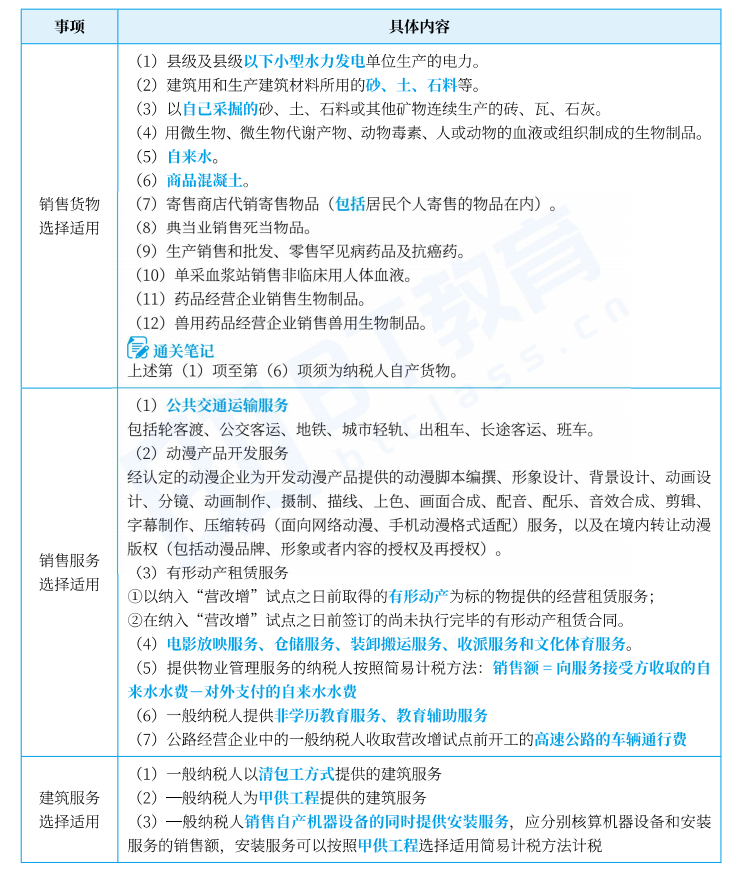 事项
具体内容
销售货物
选择适用
（1）县级及县级以下小型水力发电单位生产的电力。
（2）建筑用和生产建筑材料所用的砂、土、石料等。
（3）以自己采掘的砂、土、石料或其他矿物连续生产的砖、瓦、石灰。
（4）用微生物、微生物代谢产物、动物毒素、人或动物的血液或组织制成的生物制品。
（5）自来水。
（6）商品混凝土。
（7）寄售商店代销寄售物品（包括居民个人寄售的物品在内）。
（8）典当业销售死当物品。
（9）生产销售和批发、零售罕见病药品及抗癌药。
（10）单采血浆站销售非临床用人体血液。
（11）药品经营企业销售生物制品。
（12）兽用药品经营企业销售兽用生物制品。
通关笔记
上述第（1）项至第（6）项须为纳税人自产货物。
销售服务
选择适用
（1）公共交通运输服务
包括轮客渡、公交客运、地铁、城市轻轨、出租车、长途客运、班车。
（2）动漫产品开发服务
经认定的动漫企业为开发动漫产品提供的动漫脚本编撰、形象设计、背景设计、动画设
计、分镜、动画制作、摄制、描线、上色、画面合成、配音、配乐、音效合成、剪辑、
字幕制作、压缩转码（面向网络动漫、手机动漫格式适配）服务，以及在境内转让动漫
版权（包括动漫品牌、形象或者内容的授权及再授权）。
（3）有形动产租赁服务
①以纳入“营改增”试点之日前取得的有形动产为标的物提供的经营租赁服务；
②在纳入“营改增”试点之日前签订的尚未执行完毕的有形动产租赁合同。
（4）电影放映服务、仓储服务、装卸搬运服务、收派服务和文化体育服务。
（5）提供物业管理服务的纳税人按照简易计税方法：销售额＝向服务接受方收取的自
来水水费－对外支付的自来水水费
（6）一般纳税人提供非学历教育服务、教育辅助服务
（7）公路经营企业中的一般纳税人收取营改增试点前开工的高速公路的车辆通行费
建筑服务
选择适用
（1）一般纳税人以清包工方式提供的建筑服务
（2）一般纳税人为甲供工程提供的建筑服务
（3）一般纳税人销售自产机器设备的同时提供安装服务，应分别核算机器设备和安装
服务的销售额，安装服务可以按照甲供工程选择适用简易计税方法计税
BT教育
btclass.cn